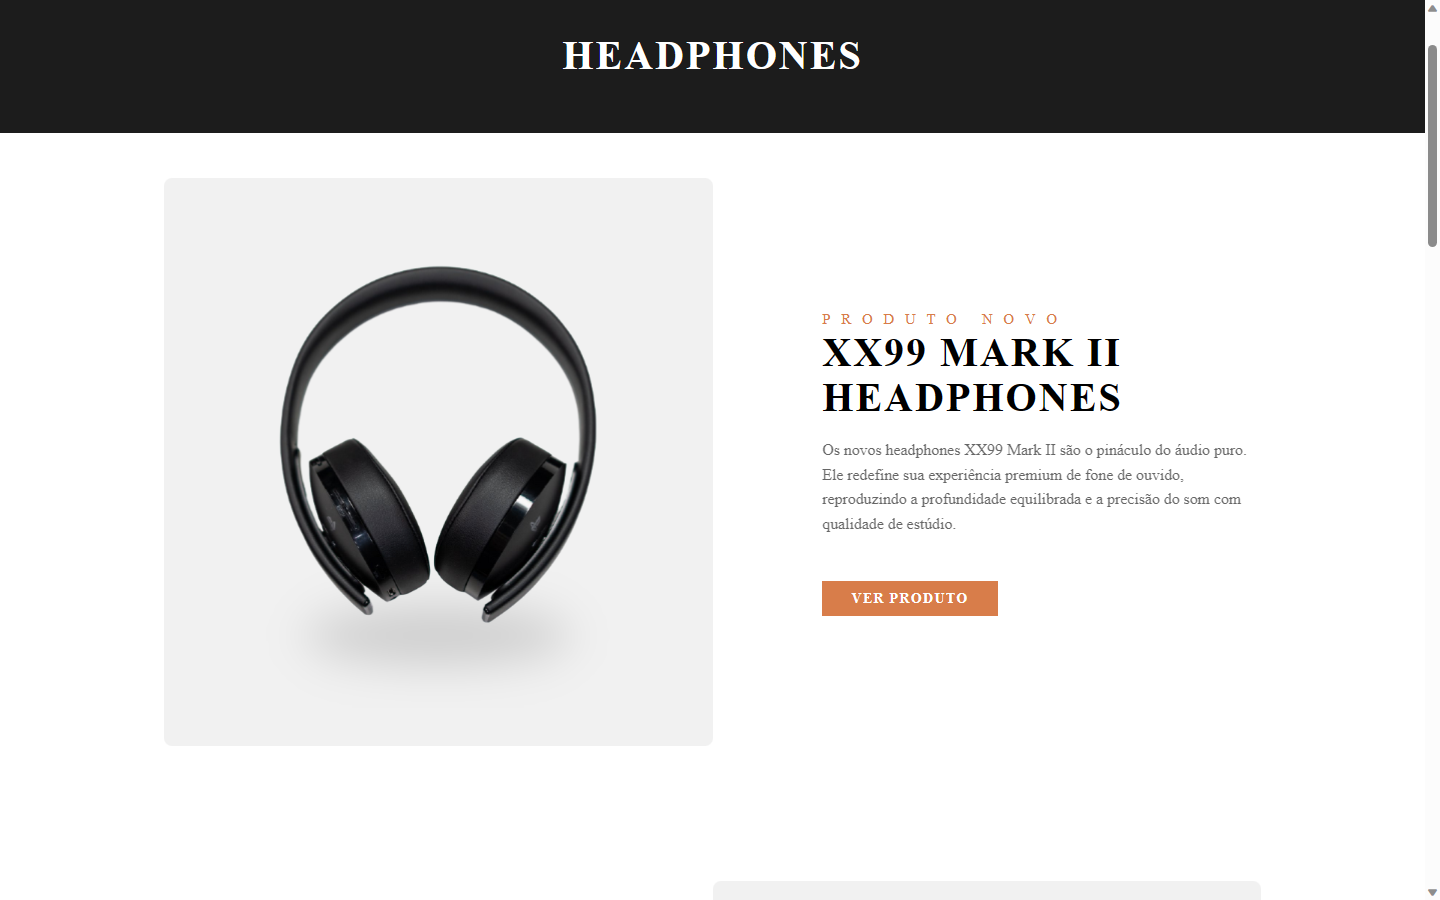 HEADPHONES
PRODUTO NOVO
XX99 MARK II
HEADPHONES
Os novos headphones XX99 Mark II são o pináculo do áudio puro.
Ele redefine sua experiência premium de fone de ouvido,
reproduzindo a profundidade equilibrada e a precisão do som com
qualidade de estúdio.
VER PRODUTO